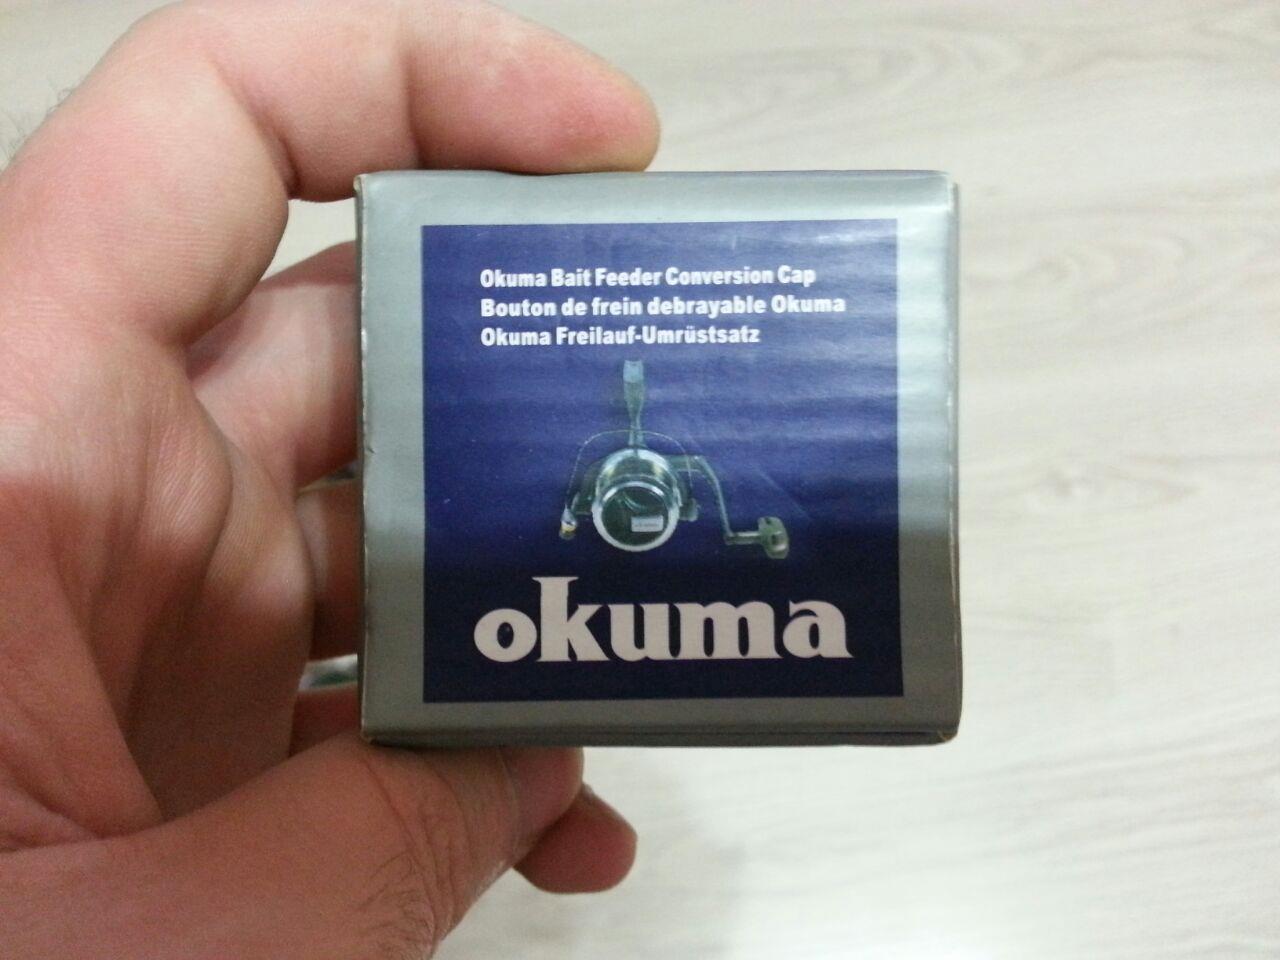 Okuma Bait Feeder Conversion Cap
Bouton de frein debrayable Okuma
Okuma Freilauf-Umrüstsatz
okuma